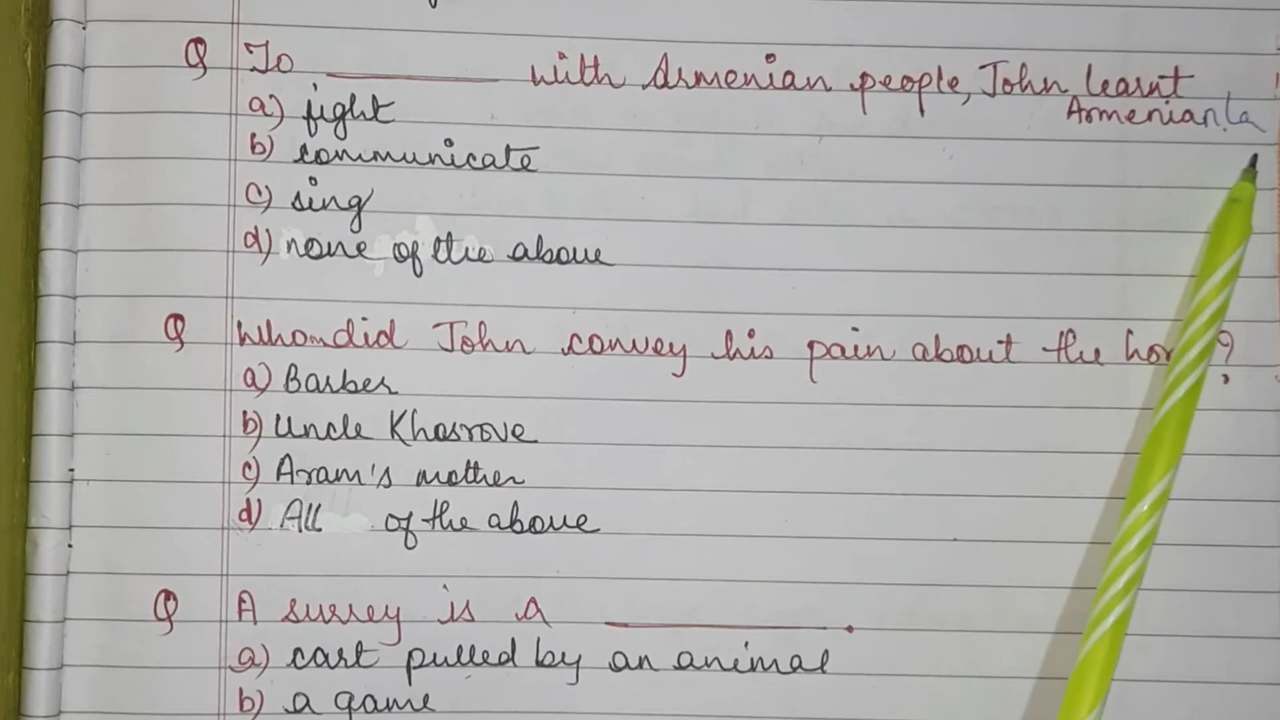 Q To ________ with Armenian people, John learnt
Armenian La
a) fight
b) communicate
c) sing
d) none of the above
Q Whom did John convey his pain about the hor ?
a) Barber
b) Uncle Khosrove
c) Aram's mother
d) All of the above
Q A surrey is a ________.
a) cart pulled by an animal
b) a game